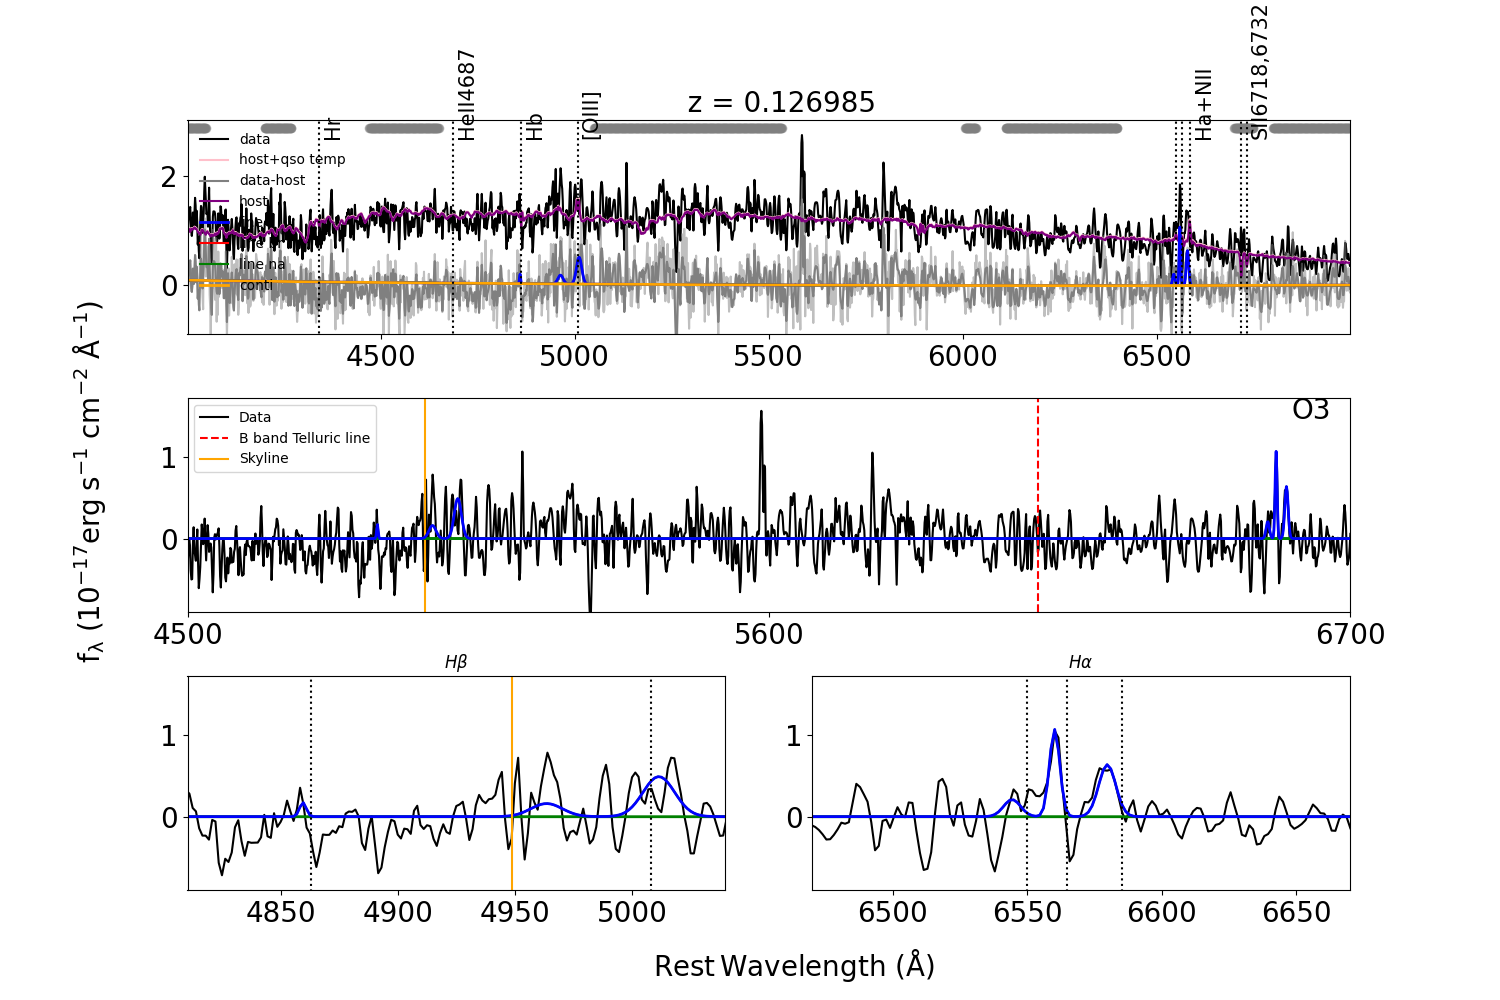 z = 0.126985
Hr
HeII4687
Hb
[OIII]
Ha+NII
SII6718,6732
data
host+qso temp
data-host
host
line na
conti
2
0
4500 5000 5500 6000 6500
O3
Data
B band Telluric line
Skyline
1
0
4500 5600 6700
fλ (10⁻¹⁷erg s⁻¹ cm⁻² Å⁻¹)
Hβ
1
0
4850 4900 4950 5000
Hα
1
0
6500 6550 6600 6650
Rest Wavelength (Å)